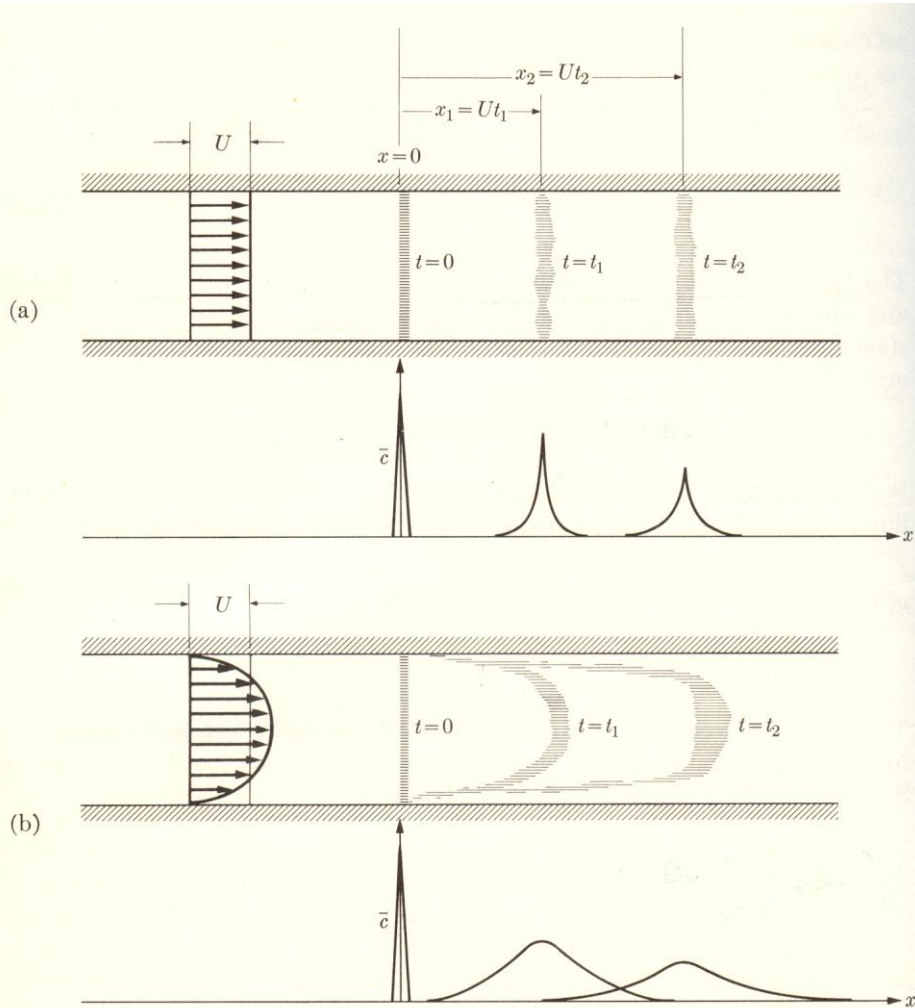 x₂ = Ut₂
x₁ = Ut₁
U
x = 0
t = 0
t = t₁
t = t₂
(a)
c̅
x
U
t = 0
t = t₁
t = t₂
(b)
c̅
x